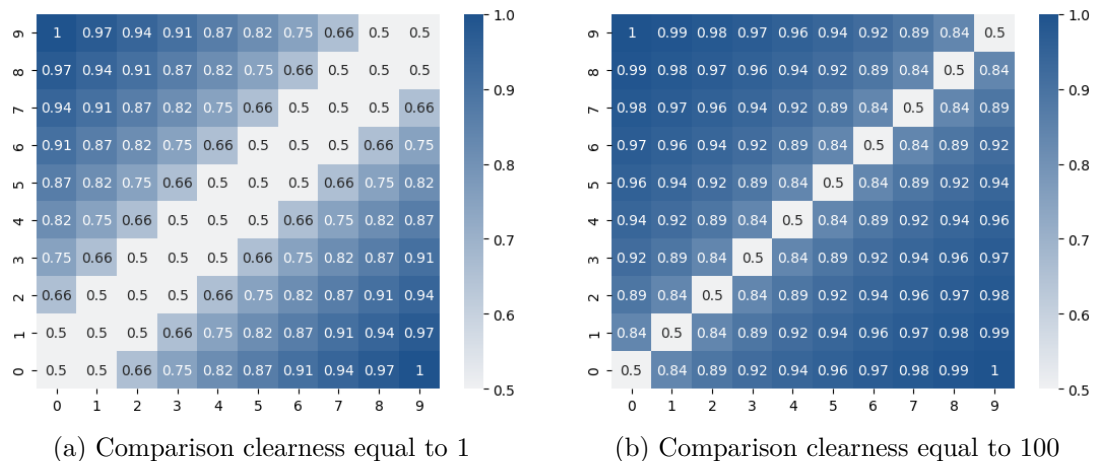 9 1 0.97 0.94 0.91 0.87 0.82 0.75 0.66 0.5 0.5 1.0
8 0.97 0.94 0.91 0.87 0.82 0.75 0.66 0.5 0.5 0.5
0.9
7 0.94 0.91 0.87 0.82 0.75 0.66 0.5 0.5 0.5 0.66
6 0.91 0.87 0.82 0.75 0.66 0.5 0.5 0.5 0.66 0.75
0.8
5 0.87 0.82 0.75 0.66 0.5 0.5 0.5 0.66 0.75 0.82
4 0.82 0.75 0.66 0.5 0.5 0.5 0.66 0.75 0.82 0.87
0.7
3 0.75 0.66 0.5 0.5 0.5 0.66 0.75 0.82 0.87 0.91
2 0.66 0.5 0.5 0.5 0.66 0.75 0.82 0.87 0.91 0.94
0.6
1 0.5 0.5 0.5 0.66 0.75 0.82 0.87 0.91 0.94 0.97
0 0.5 0.5 0.66 0.75 0.82 0.87 0.91 0.94 0.97 1
0.5
0 1 2 3 4 5 6 7 8 9
(a) Comparison clearness equal to 1
9 1 0.99 0.98 0.97 0.96 0.94 0.92 0.89 0.84 0.5 1.0
8 0.99 0.98 0.97 0.96 0.94 0.92 0.89 0.84 0.5 0.84
0.9
7 0.98 0.97 0.96 0.94 0.92 0.89 0.84 0.5 0.84 0.89
6 0.97 0.96 0.94 0.92 0.89 0.84 0.5 0.84 0.89 0.92
0.8
5 0.96 0.94 0.92 0.89 0.84 0.5 0.84 0.89 0.92 0.94
4 0.94 0.92 0.89 0.84 0.5 0.84 0.89 0.92 0.94 0.96
0.7
3 0.92 0.89 0.84 0.5 0.84 0.89 0.92 0.94 0.96 0.97
2 0.89 0.84 0.5 0.84 0.89 0.92 0.94 0.96 0.97 0.98
0.6
1 0.84 0.5 0.84 0.89 0.92 0.94 0.96 0.97 0.98 0.99
0 0.5 0.84 0.89 0.92 0.94 0.96 0.97 0.98 0.99 1
0.5
0 1 2 3 4 5 6 7 8 9
(b) Comparison clearness equal to 100